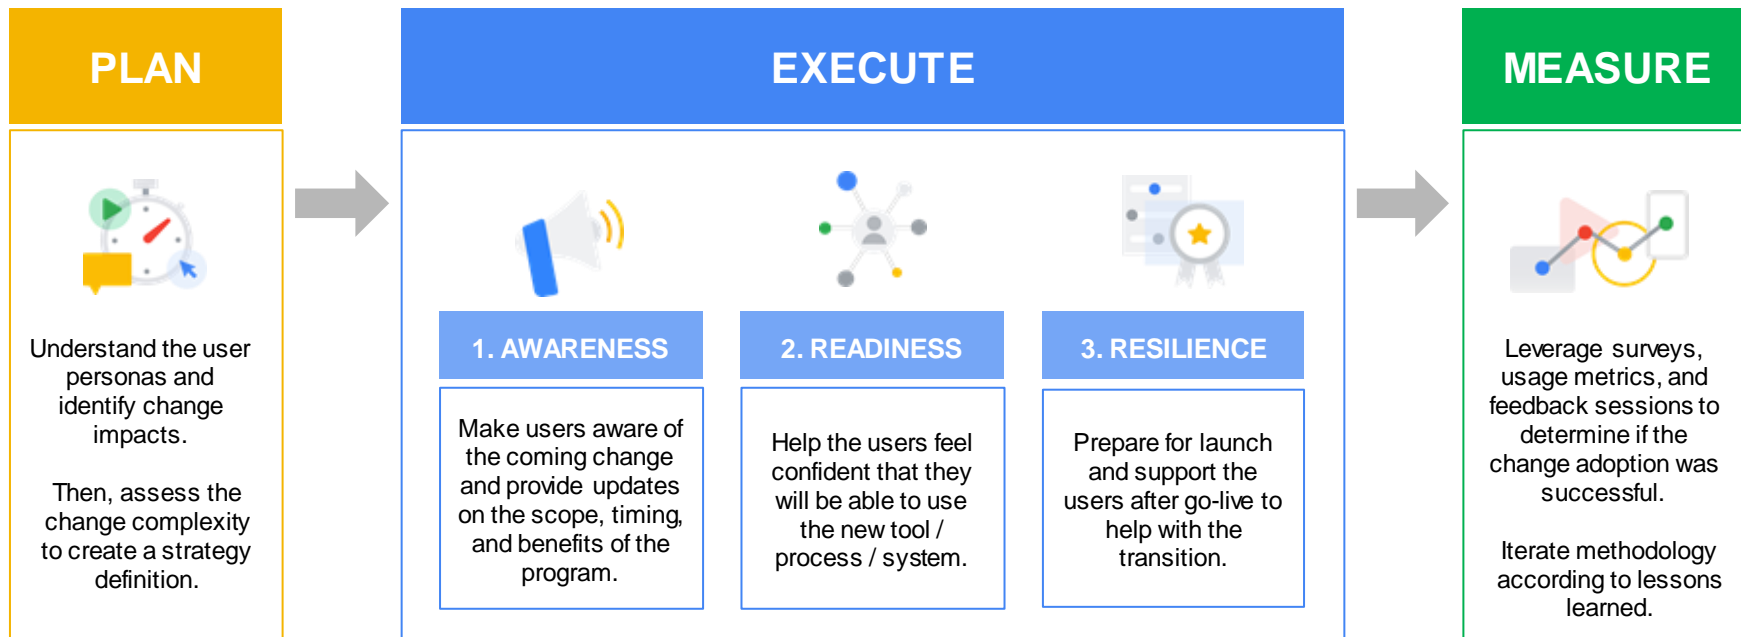 PLAN
Understand the user
personas and
identify change
impacts.
Then, assess the
change complexity
to create a strategy
definition.
EXECUTE
1. AWARENESS
Make users aware of
the coming change
and provide updates
on the scope, timing,
and benefits of the
program.
2. READINESS
Help the users feel
confident that they
will be able to use
the new tool /
process / system.
3. RESILIENCE
Prepare for launch
and support the
users after go-live to
help with the
transition.
MEASURE
Leverage surveys,
usage metrics, and
feedback sessions to
determine if the
change adoption was
successful.
Iterate methodology
according to lessons
learned.